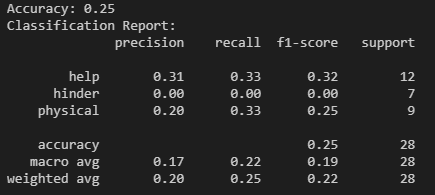 Accuracy: 0.25
Classification Report:
precision recall f1-score support
help 0.31 0.33 0.32 12
hinder 0.00 0.00 0.00 7
physical 0.20 0.33 0.25 9
accuracy 0.25 28
macro avg 0.17 0.22 0.19 28
weighted avg 0.20 0.25 0.22 28